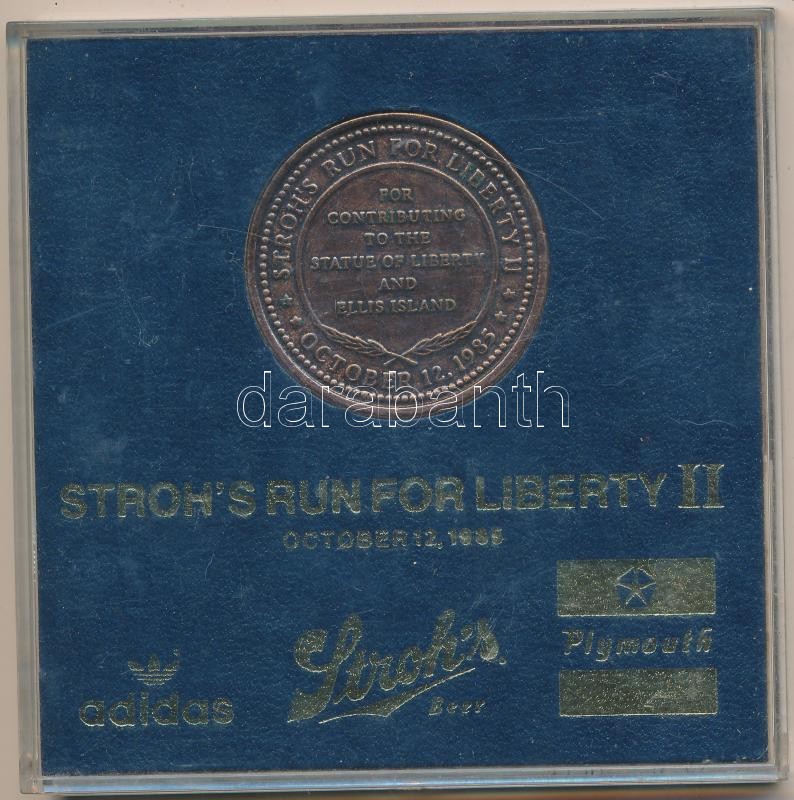 STROH'S RUN FOR LIBERTY II
FOR
CONTRIBUTING
TO THE
STATUE OF LIBERTY
AND
ELLIS ISLAND
OCTOBER 12, 1985
darabanth
STROH'S RUN FOR LIBERTY II
OCTOBER 12, 1985
Stroh's
Beer
Plymouth
adidas